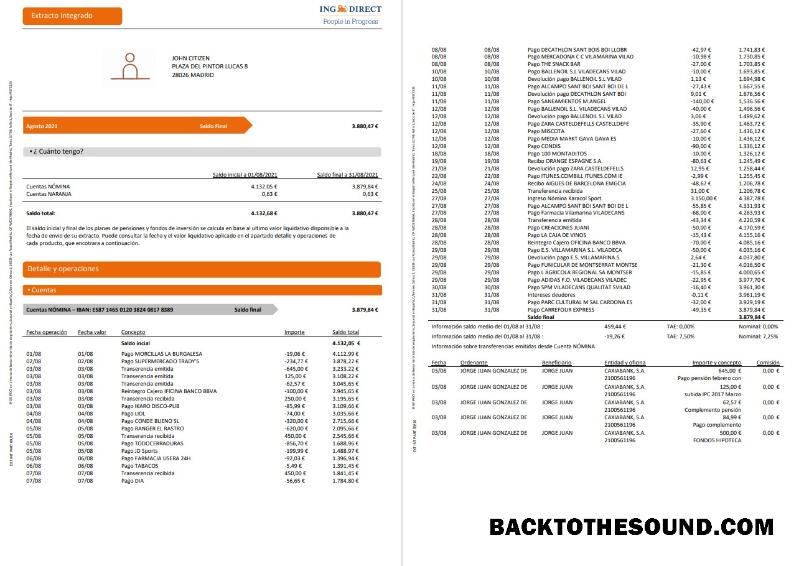 Extracto Integrado
ING DIRECT
People in Progress
JOHN CITIZEN
PLAZA DEL PINTOR LUCAS 8
28026 MADRID
Agosto 2021 Saldo Final 3.880,47 €
• ¿ Cuánto tengo?
Saldo inicial a 01/08/2021 Saldo final a 31/08/2021
Cuentas NÓMINA 4.132,05 € 3.879,84 €
Cuentas NARANJA 0,63 € 0,63 €
Saldo total: 4.132,68 € 3.880,47 €
El saldo inicial y final de los planes de pensiones y fondos de inversión se calcula en base al ultimo valor liquidativo disponible a la
fecha de envio de su extracto. Puede consultar la fecha y el valor liquidativo aplicado en el apartado detalle y operaciones de
cada producto, que encontrara a continuación.
Detalle y operaciones
• Cuentas
Cuentas NÓMINA – IBAN: ES87 1465 0120 3824 0817 8389 Saldo final 3.879,84 €
Fecha operación Fecha valor Concepto Importe Saldo total
Saldo incial 4.132,05 €
01/08 01/08 Pago MORCILLAS LA BURGALESA -19,06 € 4.112,99 €
01/08 01/08 Pago SUPERMERCADO TRADY'S -234,77 € 3.878,22 €
03/08 03/08 Transerencia emitida -645,00 € 3.233,22 €
03/08 03/08 Transerencia emitida 125,00 € 3.108,22 €
03/08 03/08 Transerencia emitida -62,57 € 3.045,65 €
03/08 03/08 Reintegro Cajero OFICINA BANCO BBVA -100,00 € 2.945,65 €
03/08 03/08 Transerencia recibida 250,00 € 3.195,65 €
03/08 03/08 Pago IKARO DISCO-PUB -85,99 € 3.109,66 €
04/08 04/08 Pago LIDL -74,00 € 3.035,66 €
04/08 04/08 Pago CONDE BUENO SL -320,00 € 2.715,66 €
05/08 05/08 Pago RANGER EL RASTRO -620,00 € 2.095,66 €
05/08 05/08 Transerencia emitida 450,00 € 2.545,66 €
05/08 05/08 Pago TODOCERRADURAS -856,70 € 1.688,96 €
05/08 05/08 Pago JD Sports -199,99 € 1.488,97 €
06/08 06/08 Pago FARMACIA USERA 24H -92,03 € 1.396,94 €
06/08 06/08 Pago TABACOS -5,49 € 1.391,45 €
07/08 07/08 Transerencia recibida 450,00 € 1.841,45 €
07/08 07/08 Pago DIA -56,65 € 1.784,80 €
08/08 08/08 Pago DECATHLON SANT BOIS BOI LLOBR -42,97 € 1.741,83 €
08/08 08/08 Pago MERCADONA C C VILAMARINA VILAD -10,98 € 1.730,85 €
08/08 08/08 Pago THE SNACK BAR -27,00 € 1.703,85 €
10/08 10/08 Pago BALLENOIL S.L VILADECANS VILAD -10,00 € 1.693,85 €
10/08 10/08 Devolución pago BALLENOIL S.L 1,13 € 1.694,98 €
11/08 11/08 Pago ALCAMPO SANT BOI SANT BOI DE L -27,43 € 1.667,55 €
11/08 11/08 Devolución pago DECATHLON SANT BOI 9,01 € 1.676,56 €
11/08 11/08 Pago SANEAMIENTOS M.ANGEL -140,00 € 1.536,56 €
12/08 12/08 Pago BALLENOIL S.L. VILADECANS VILAD -40,00 € 1.496,56 €
12/08 12/08 Devolución pago BALLENOIL S.L 3,06 € 1.499,62 €
12/08 12/08 Pago ZARA CASTELDEFELLS CASTELLDEFE -35,90 € 1.463,72 €
12/08 12/08 Pago MISCOTA -27,60 € 1.436,12 €
12/08 12/08 Pago MEDIA MARKT GAVA GAVA ES -10,00 € 1.436,12 €
12/08 12/08 Pago CONDIS -90,00 € 1.336,12 €
12/08 12/08 Pago 100 MONTADITOS -10,00 € 1.326,12 €
19/08 19/08 Recibo ORANGE ESPAGNE S.A. -80,63 € 1.245,49 €
21/08 21/08 Devolución pago ZARA CASTELLDEFELLS 12,95 € 1.258,44 €
22/08 22/08 Pago ITUNES.COMBILL ITUNES.COM IE -2,99 € 1.255,45 €
24/08 24/08 Recibo AIGUES DE BARCELONA EMGCIA -48,67 € 1.206,78 €
25/08 25/08 Transerencia recibida 31,00 € 1.206,78 €
27/08 27/08 Ingreso Nómina Karacol Sport 3.150,00 € 4.387,78 €
27/08 27/08 Pago ALCAMPO SANT BOI SANT BOI DE L -55,85 € 4.331,93 €
27/08 27/08 Pago Farmacia Vilamarina VILADECANS -68,00 € 4.263,93 €
28/08 28/08 Transferencia emitida -43,34 € 4.220,59 €
28/08 28/08 Pago CREACIONES JUANI -50,00 € 4.170,59 €
28/08 28/08 Pago LA CAJA DE VINOS -15,43 € 4.155,16 €
28/08 28/08 Reintegro Cajero OFICINA BANCO BBVA -70,00 € 4.085,16 €
29/08 29/08 Pago E.S. VILLAMARINA VILADECANS -50,00 € 4.035,16 €
29/08 29/08 Devolución pago E.S. VILLAMARINA S 2,64 € 4.037,80 €
29/08 29/08 Pago FUNICULAR DE MONTSERRAT MONTSE -21,30 € 4.016,50 €
29/08 29/08 Pago L AGRICOLA REGIONAL SA MONTSER -15,85 € 4.000,65 €
29/08 29/08 Pago ADIDAS F.O. VILADEC VILADEC -22,95 € 3.977,70 €
30/08 30/08 Pago SPM VILADECANS QUALITAT SVILAD -16,40 € 3.961,30 €
31/08 31/08 Intereses deudores -0,11 € 3.961,19 €
31/08 31/08 Pago PARC CULTURAL M SAL CARDONA ES -32,00 € 3.929,19 €
31/08 31/08 Pago CARREFOUR EXPRESS -49,35 € 3.879,84 €
Saldo final 3.879,84 €
Información saldo medio del 01/08 al 31/08 : 459,44 € TAE: 0,00% Nominal: 0,00%
Información saldo medio del 01/08 al 31/08 : -19,26 € TAE: 7,50% Nominal: 7,25%
Información sobre transferencias emitidos desde Cuenta NÓMINA
Fecha Ordenante Beneficiario Entidad y oficina Importe y concepto Comisión
03/08 JORGE JUAN GONZALEZ DE JORGE JUAN CAXIABANK, S.A. 645,00 € 0,00 €
2100561196 Pago pensión febrero con
03/08 JORGE JUAN GONZALEZ DE JORGE JUAN CAXIABANK, S.A. 125,00 € 0,00 €
2100561196 subida IPC 2017 Marzo
03/08 JORGE JUAN GONZALEZ DE JORGE JUAN CAXIABANK, S.A. 62,57 € 0,00 €
2100561196 Complemento pensión
03/08 JORGE JUAN GONZALEZ DE JORGE JUAN CAXIABANK, S.A. 84,99 € 0,00 €
2100561196 Pago complemento
03/08 JORGE JUAN GONZALEZ DE JORGE JUAN CAXIABANK, S.A. 500,00 € 0,00 €
2100561196 FONDOS HIPOTECA
BACKTOTHESOUND.COM